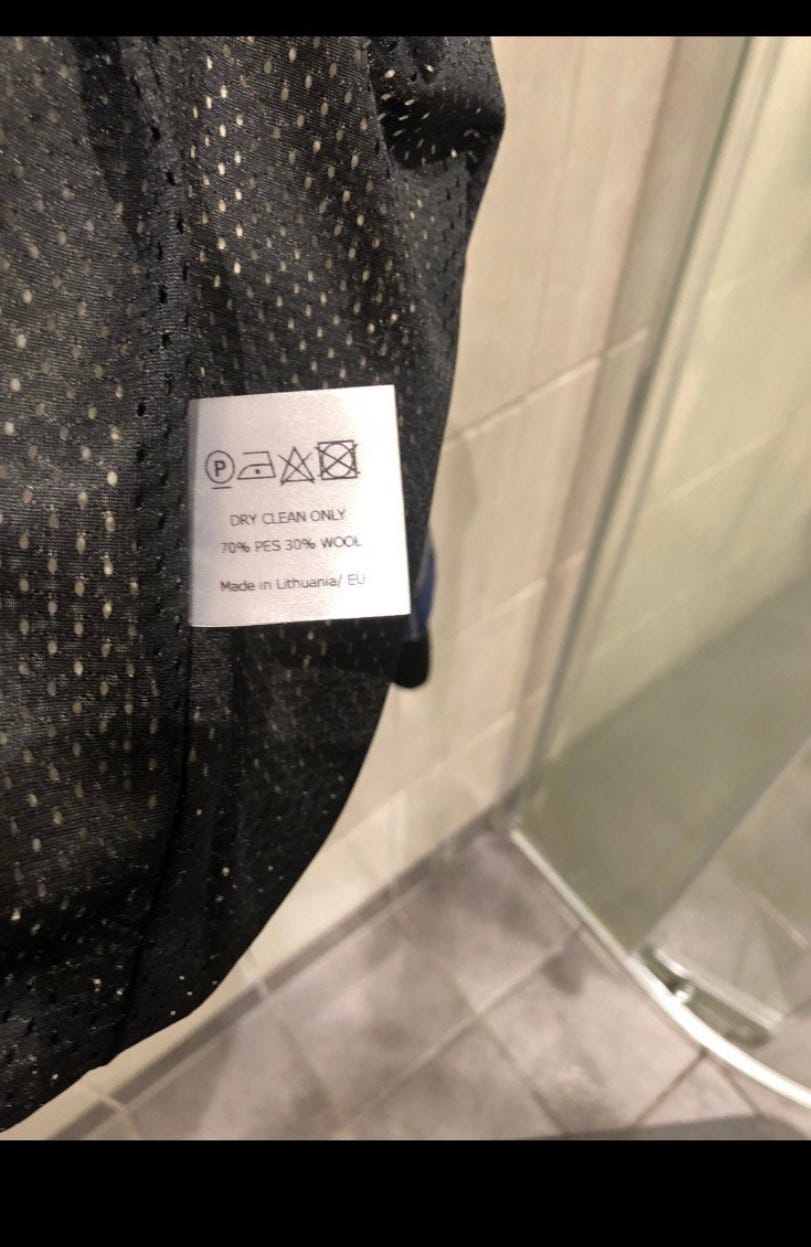 P
DRY CLEAN ONLY
70% PES 30% WOOL
Made in Lithuania/ EU